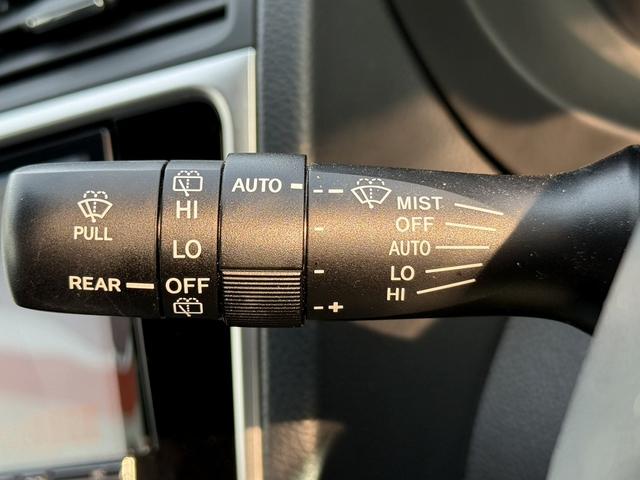 PULL
REAR
HI
LO
OFF
AUTO
- +
MIST
OFF
AUTO
LO
HI